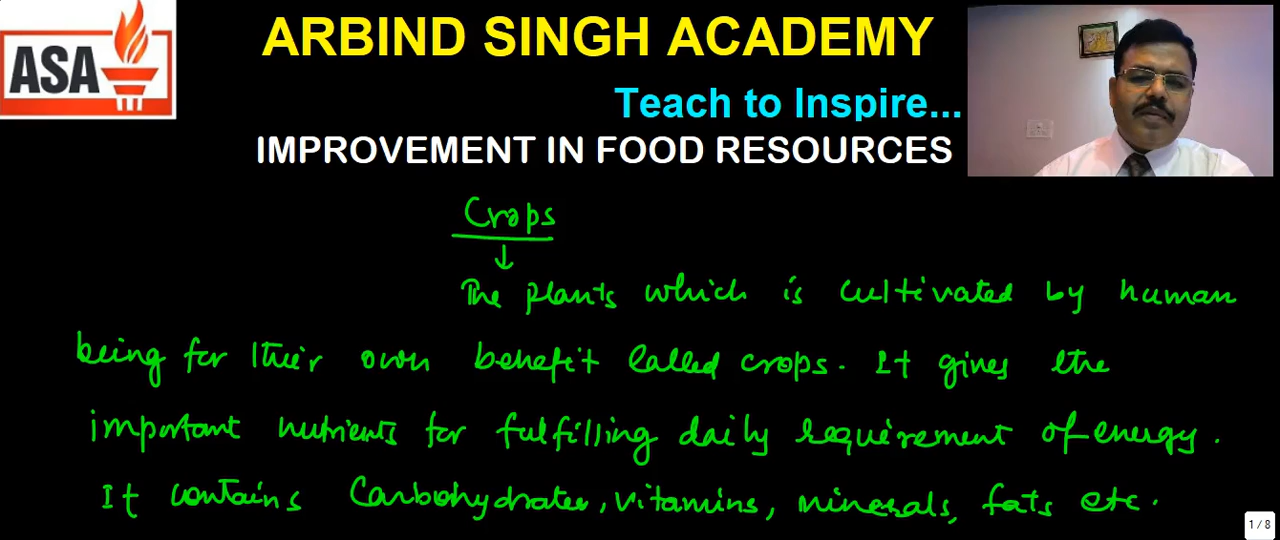 ASA
ARBIND SINGH ACADEMY
Teach to Inspire...
IMPROVEMENT IN FOOD RESOURCES
Crops
The plants which is cultivated by human
being for their own benefit called crops. It gives the
important nutrients for fulfilling daily requirement of energy.
It contains Carbohydrates, vitamins, minerals, fats etc.
1 / 8